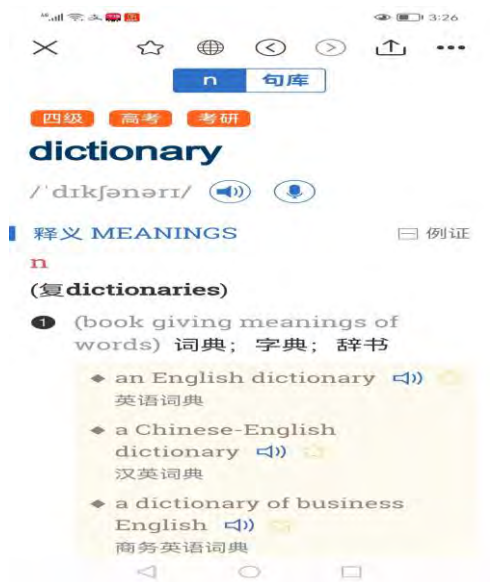 3:26
n 句库
四级 高考 考研
dictionary
/ˈdɪkʃənərɪ/
释义 MEANINGS 例证
n
(复dictionaries)
1 (book giving meanings of
words) 词典; 字典; 辞书
◆ an English dictionary
英语词典
◆ a Chinese-English
dictionary
汉英词典
◆ a dictionary of business
English
商务英语词典